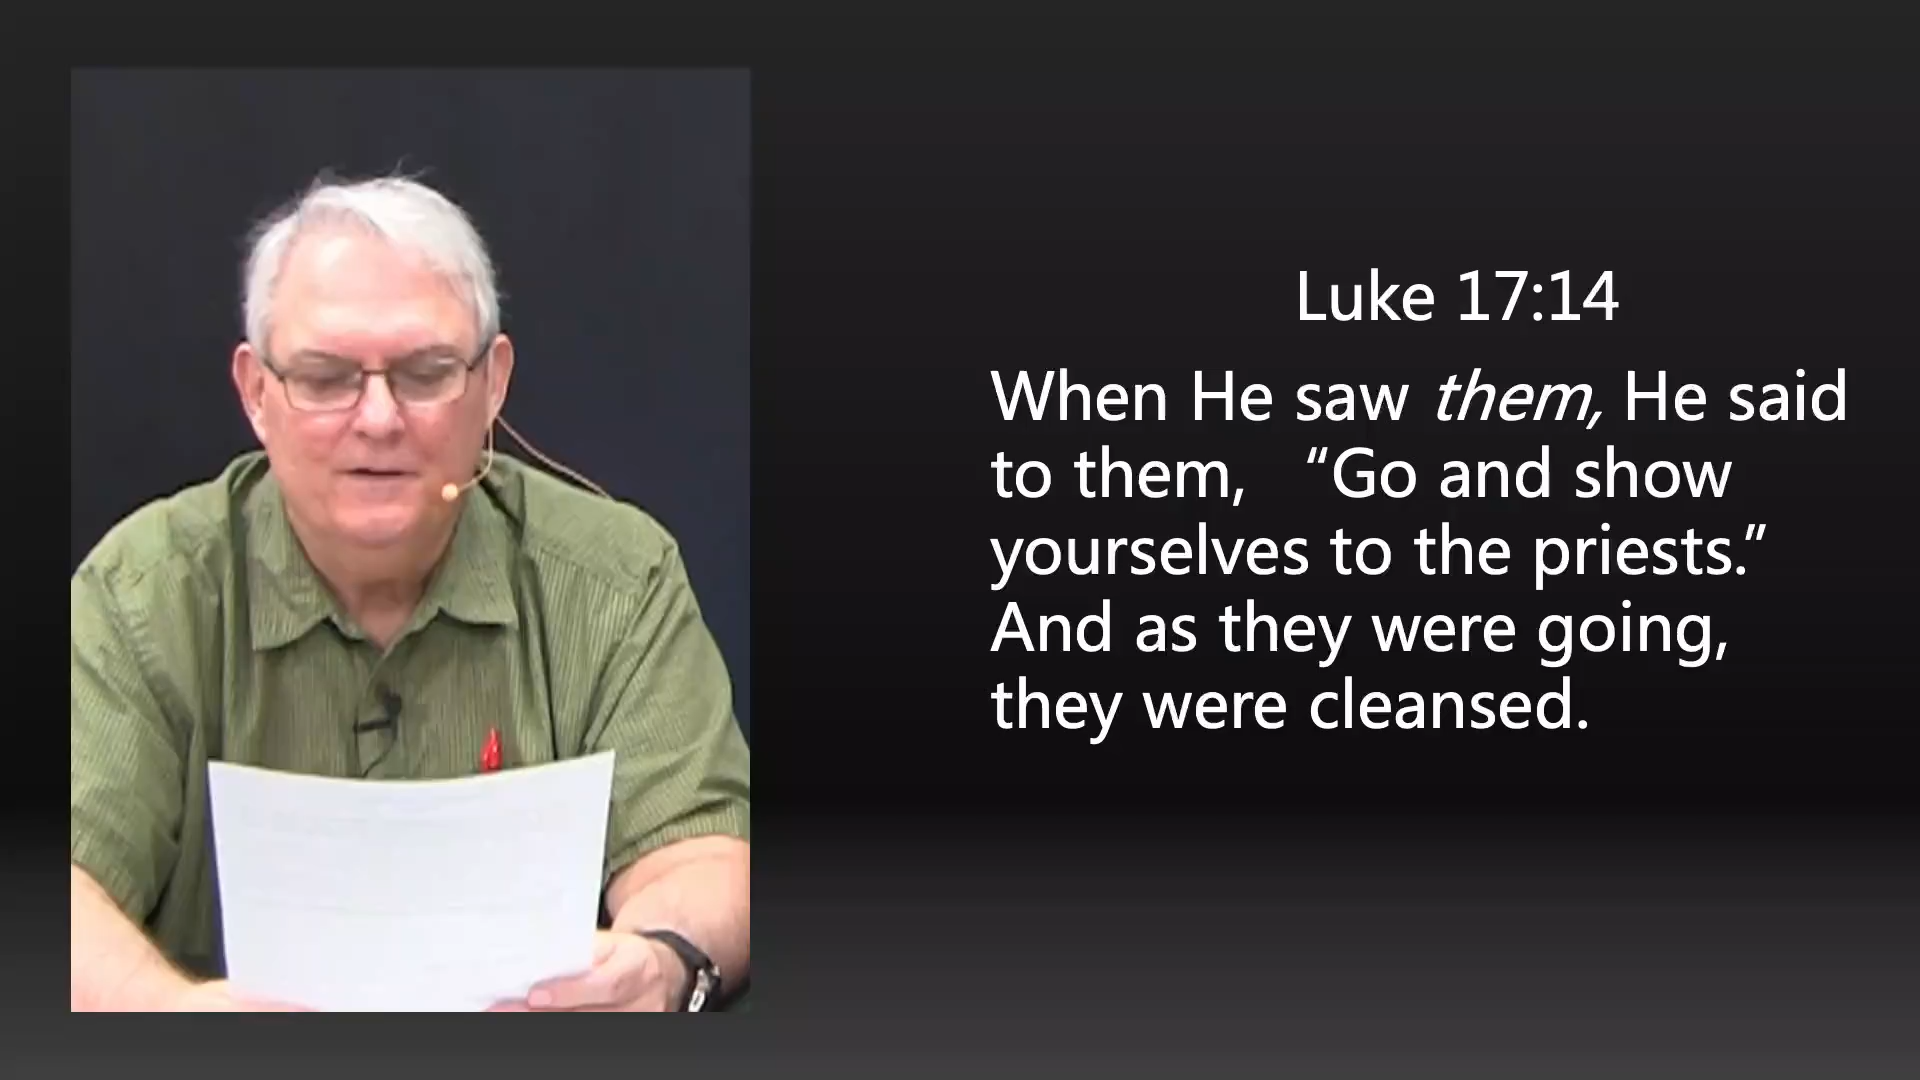 Luke 17:14
When He saw them, He said
to them, “Go and show
yourselves to the priests.”
And as they were going,
they were cleansed.